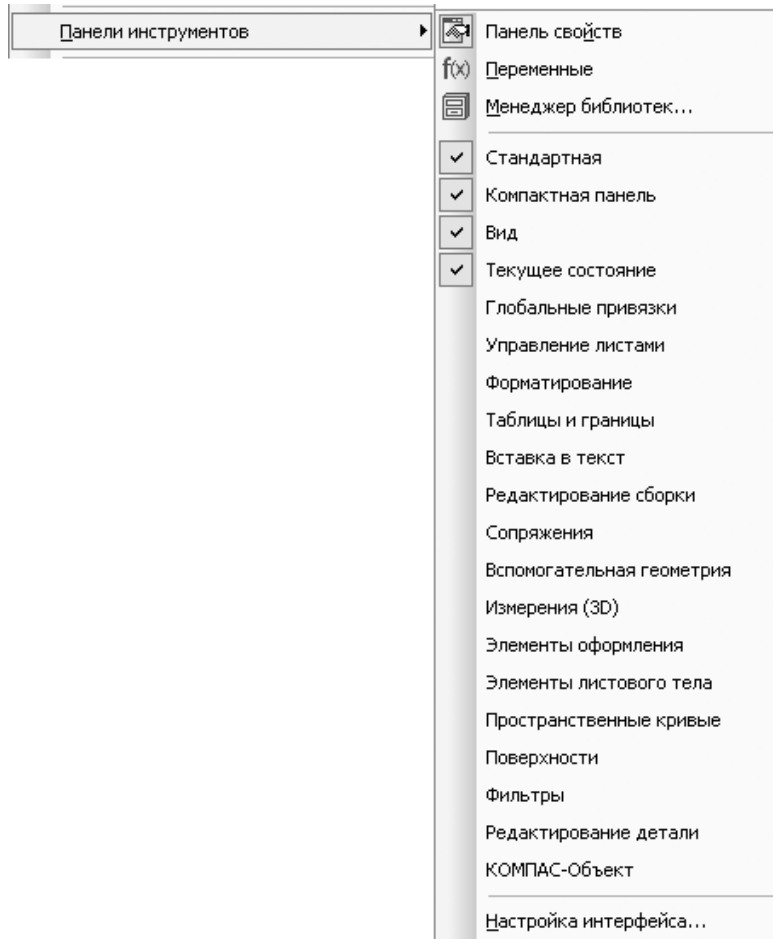 Панели инструментов
Панель свойств
f(x) Переменные
Менеджер библиотек...
Стандартная
Компактная панель
Вид
Текущее состояние
Глобальные привязки
Управление листами
Форматирование
Таблицы и границы
Вставка в текст
Редактирование сборки
Сопряжения
Вспомогательная геометрия
Измерения (3D)
Элементы оформления
Элементы листового тела
Пространственные кривые
Поверхности
Фильтры
Редактирование детали
КОМПАС-Объект
Настройка интерфейса...